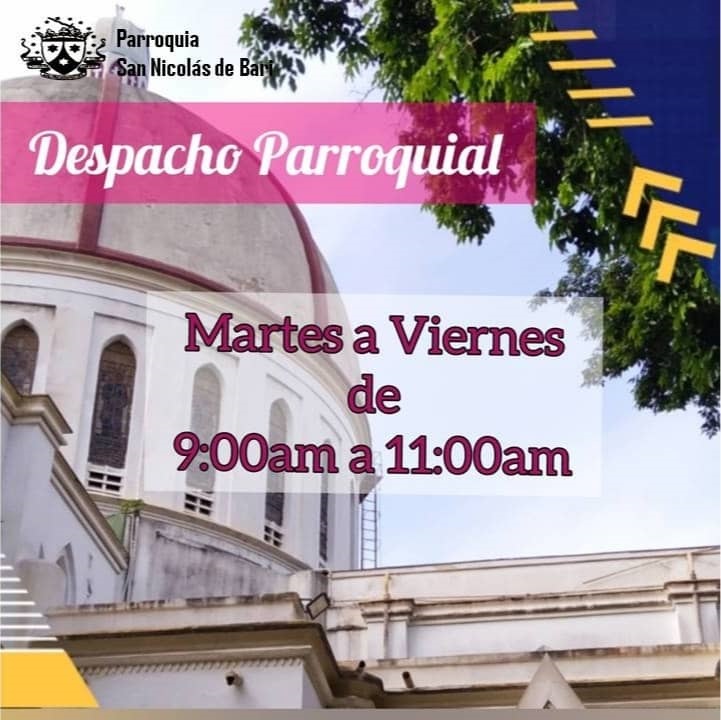 Parroquia
San Nicolás de Bari
Despacho Parroquial
Martes a Viernes
de
9:00am a 11:00am